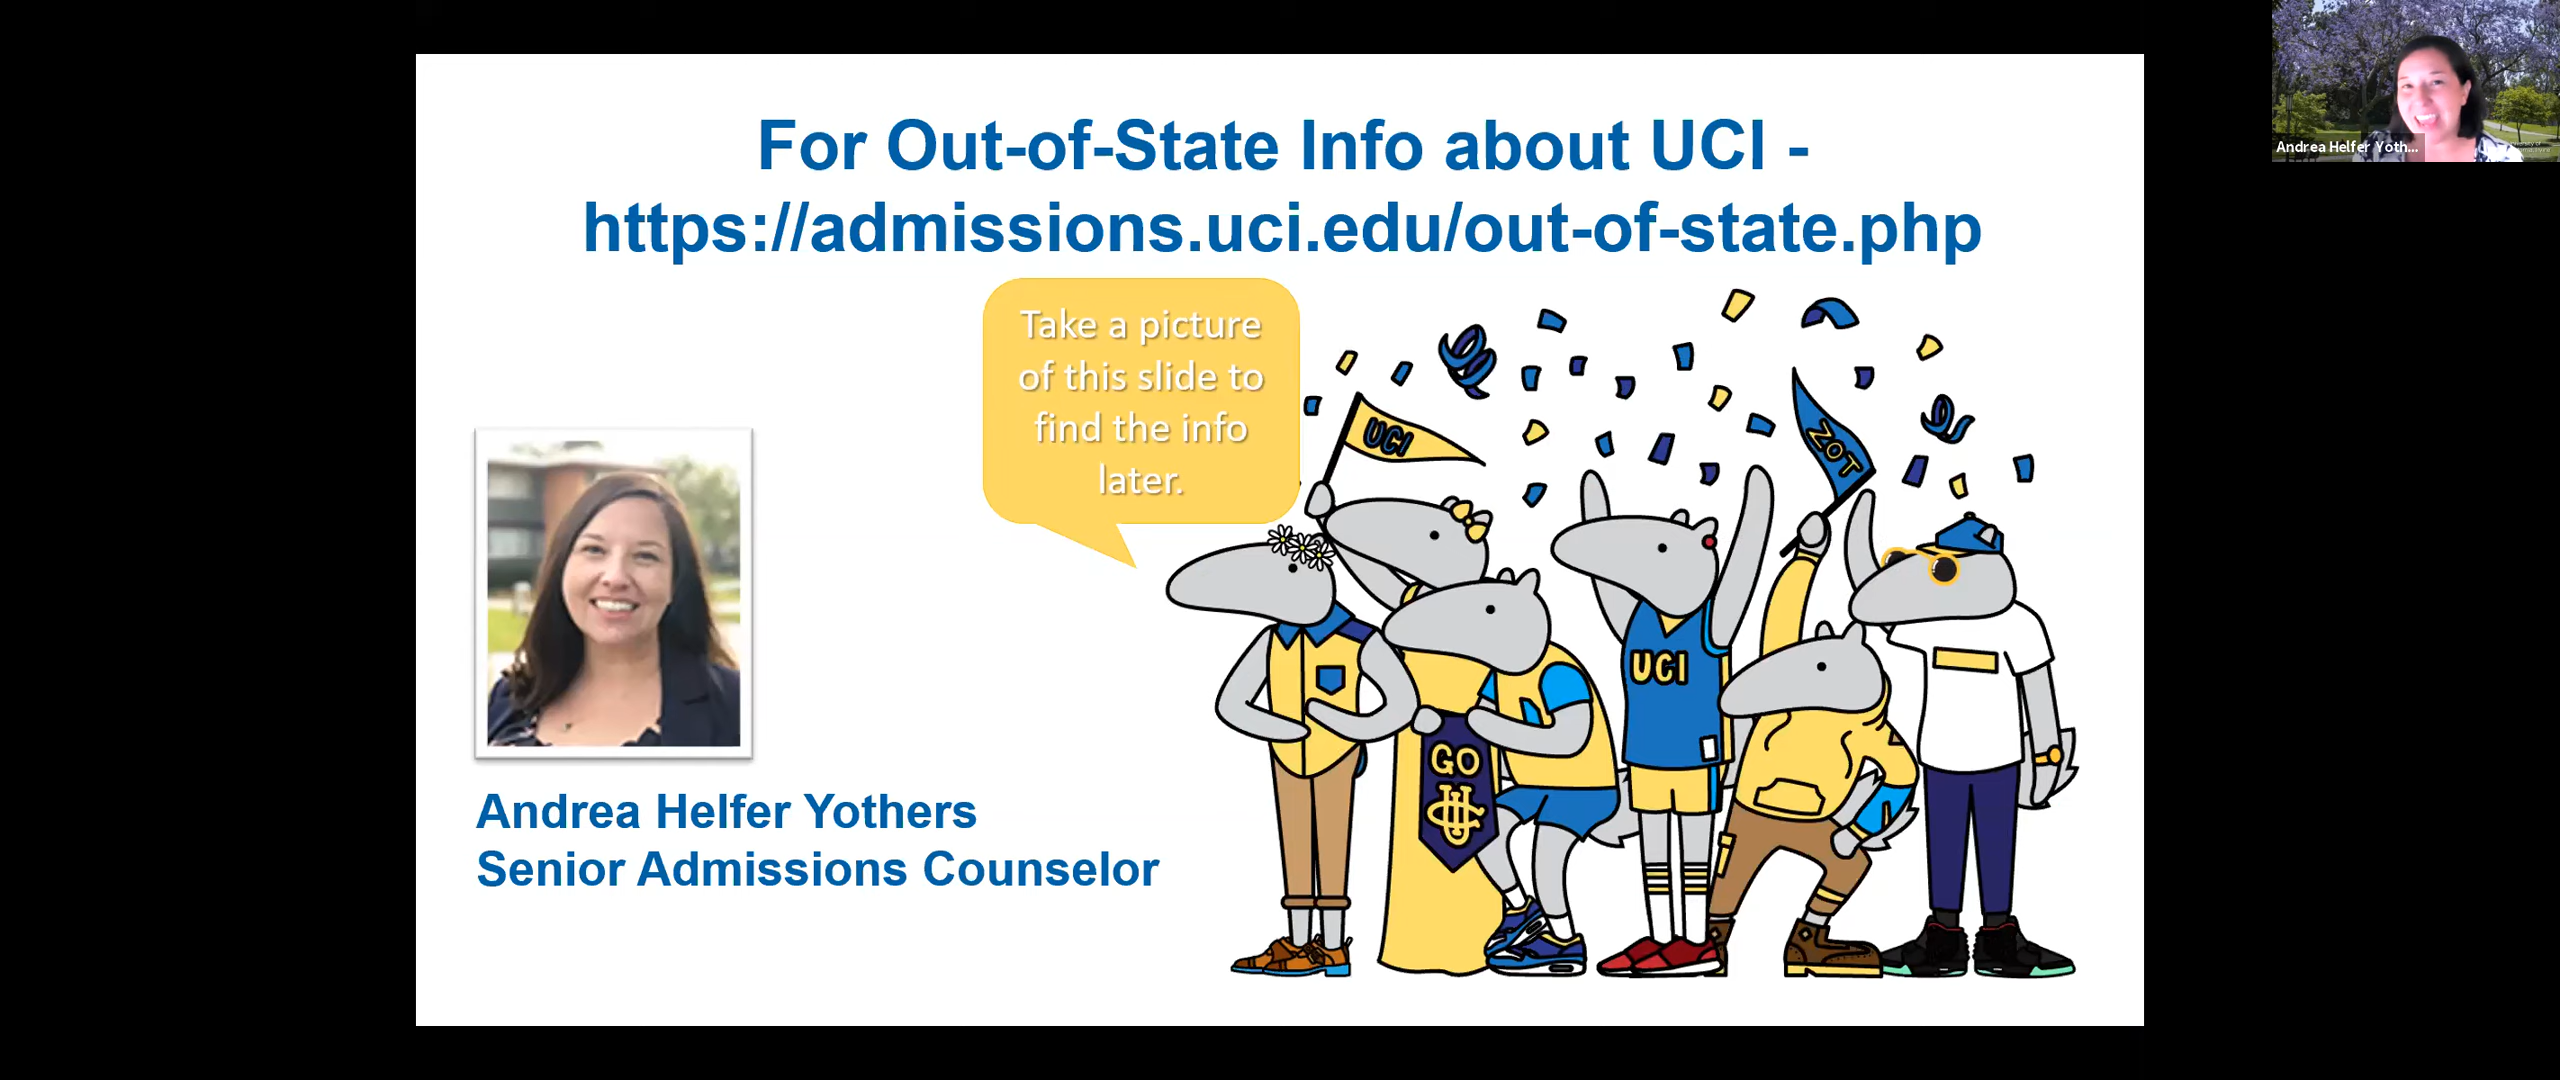 For Out-of-State Info about UCI -
https://admissions.uci.edu/out-of-state.php
Take a picture
of this slide to
find the info
later.
UCI
ZOT
UCI
GO
UC
Andrea Helfer Yothers
Senior Admissions Counselor
Andrea Helfer Yoth...